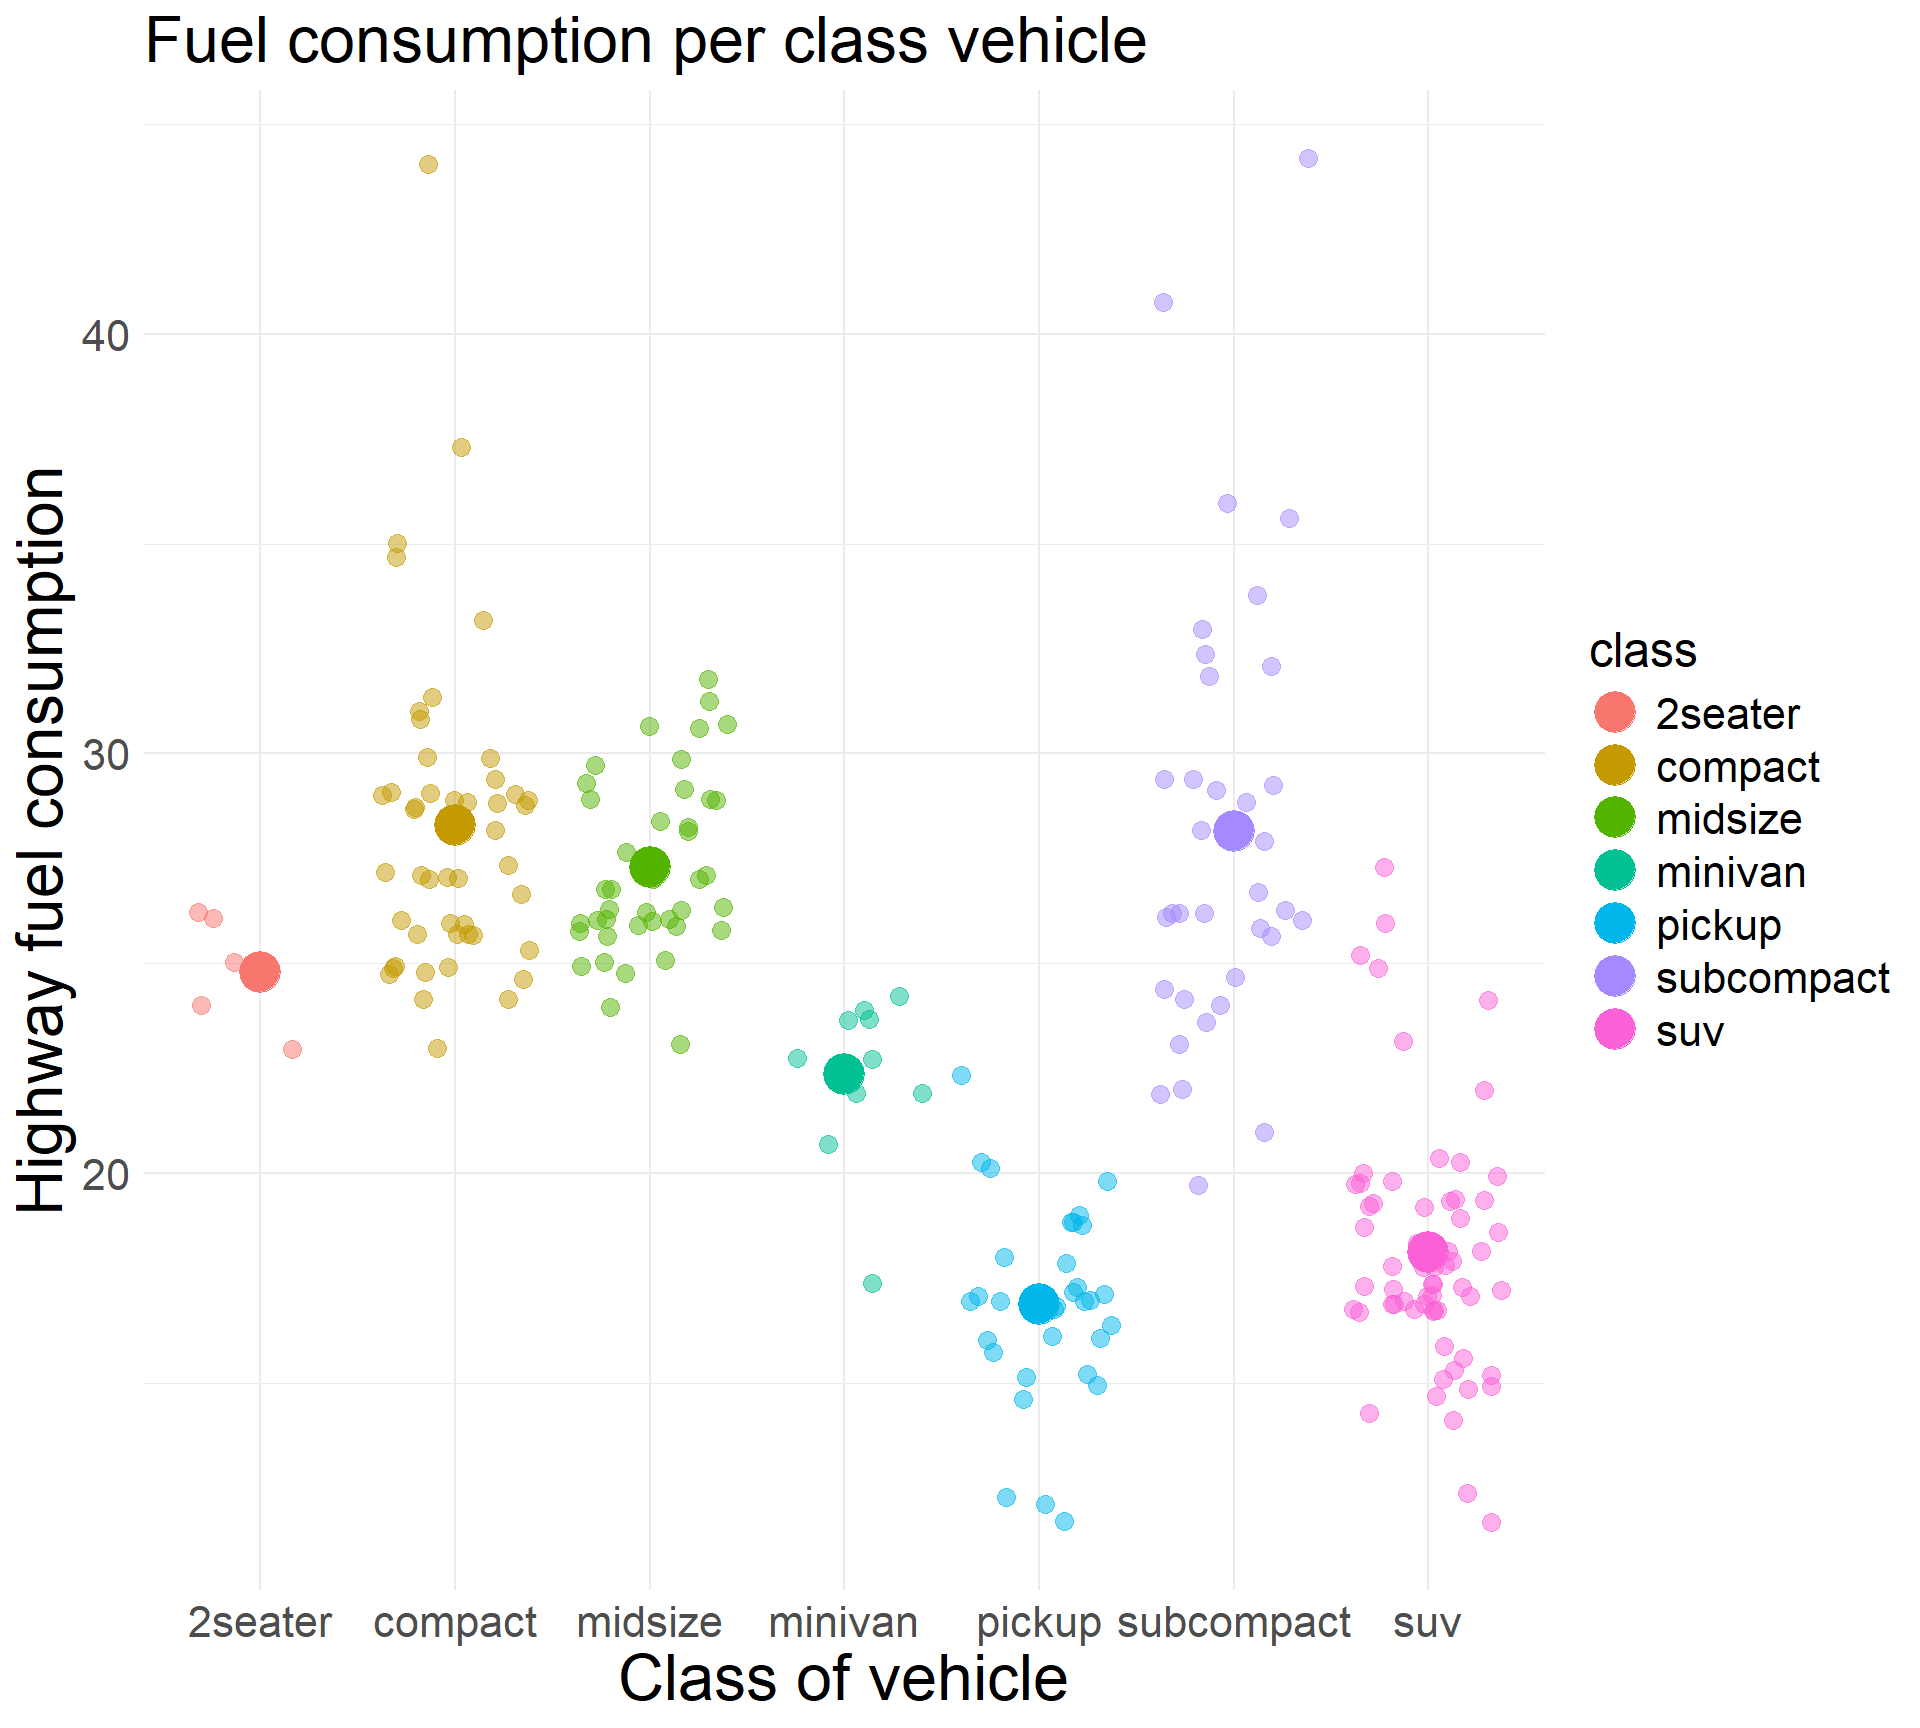 Fuel consumption per class vehicle
Highway fuel consumption
40
30
20
2seater compact midsize minivan pickup subcompact suv
Class of vehicle
class
2seater
compact
midsize
minivan
pickup
subcompact
suv